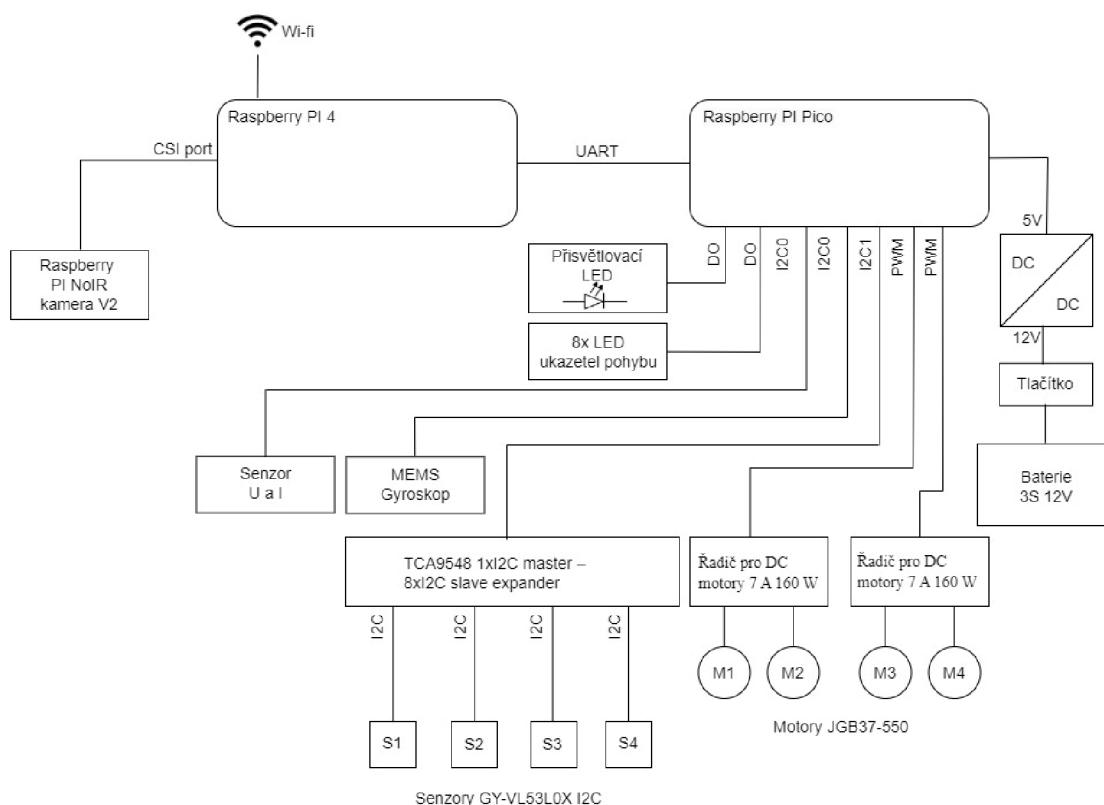 Wi-fi
Raspberry PI 4
Raspberry PI Pico
CSI port
UART
5V
DC
DC
12V
Tlačítko
Baterie
3S 12V
Raspberry
PI NoIR
kamera V2
DO
DO
I2C0
I2C0
I2C1
PWM
PWM
Přisvětlovací
LED
8x LED
ukazetel pohybu
Senzor
U a I
MEMS
Gyroskop
TCA9548 1xI2C master –
8xI2C slave expander
Řadič pro DC
motory 7 A 160 W
Řadič pro DC
motory 7 A 160 W
I2C
I2C
I2C
I2C
M1
M2
M3
M4
Motory JGB37-550
S1
S2
S3
S4
Senzory GY-VL53L0X I2C